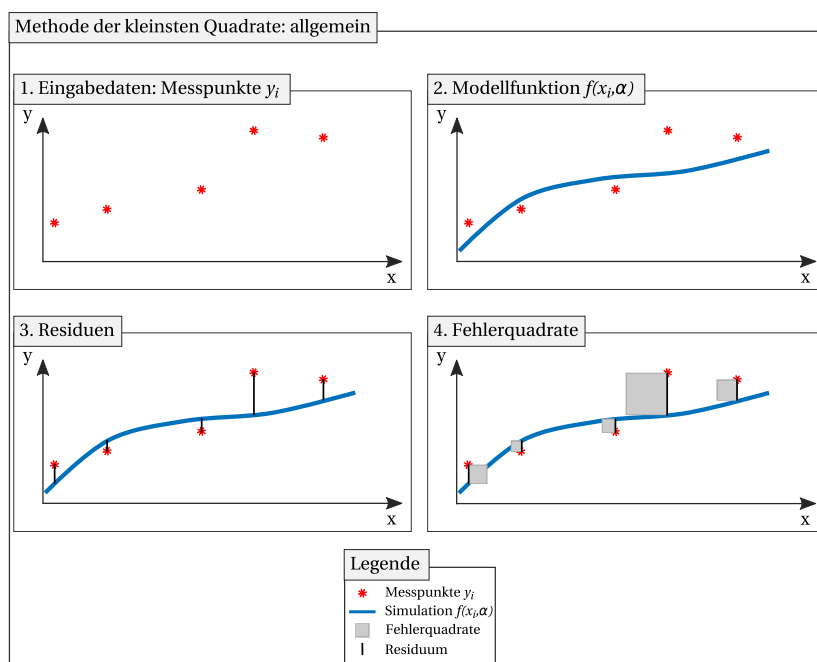 Methode der kleinsten Quadrate: allgemein
1. Eingabedaten: Messpunkte yᵢ
y
x
2. Modellfunktion f(xᵢ,α)
y
x
3. Residuen
y
x
4. Fehlerquadrate
y
x
Legende
Messpunkte yᵢ
Simulation f(xᵢ,α)
Fehlerquadrate
Residuum